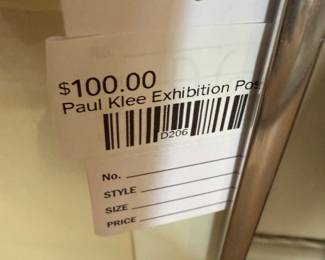 $100.00
Paul Klee Exhibition Pos
D206
No.
STYLE
SIZE
PRICE